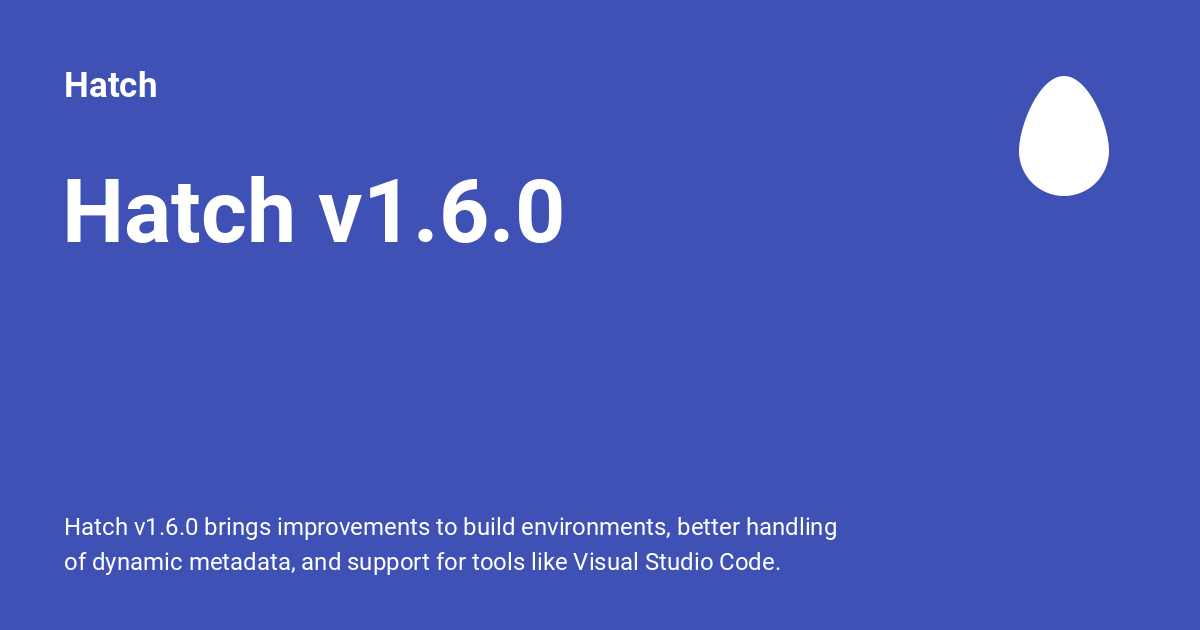 Hatch
Hatch v1.6.0
Hatch v1.6.0 brings improvements to build environments, better handling
of dynamic metadata, and support for tools like Visual Studio Code.